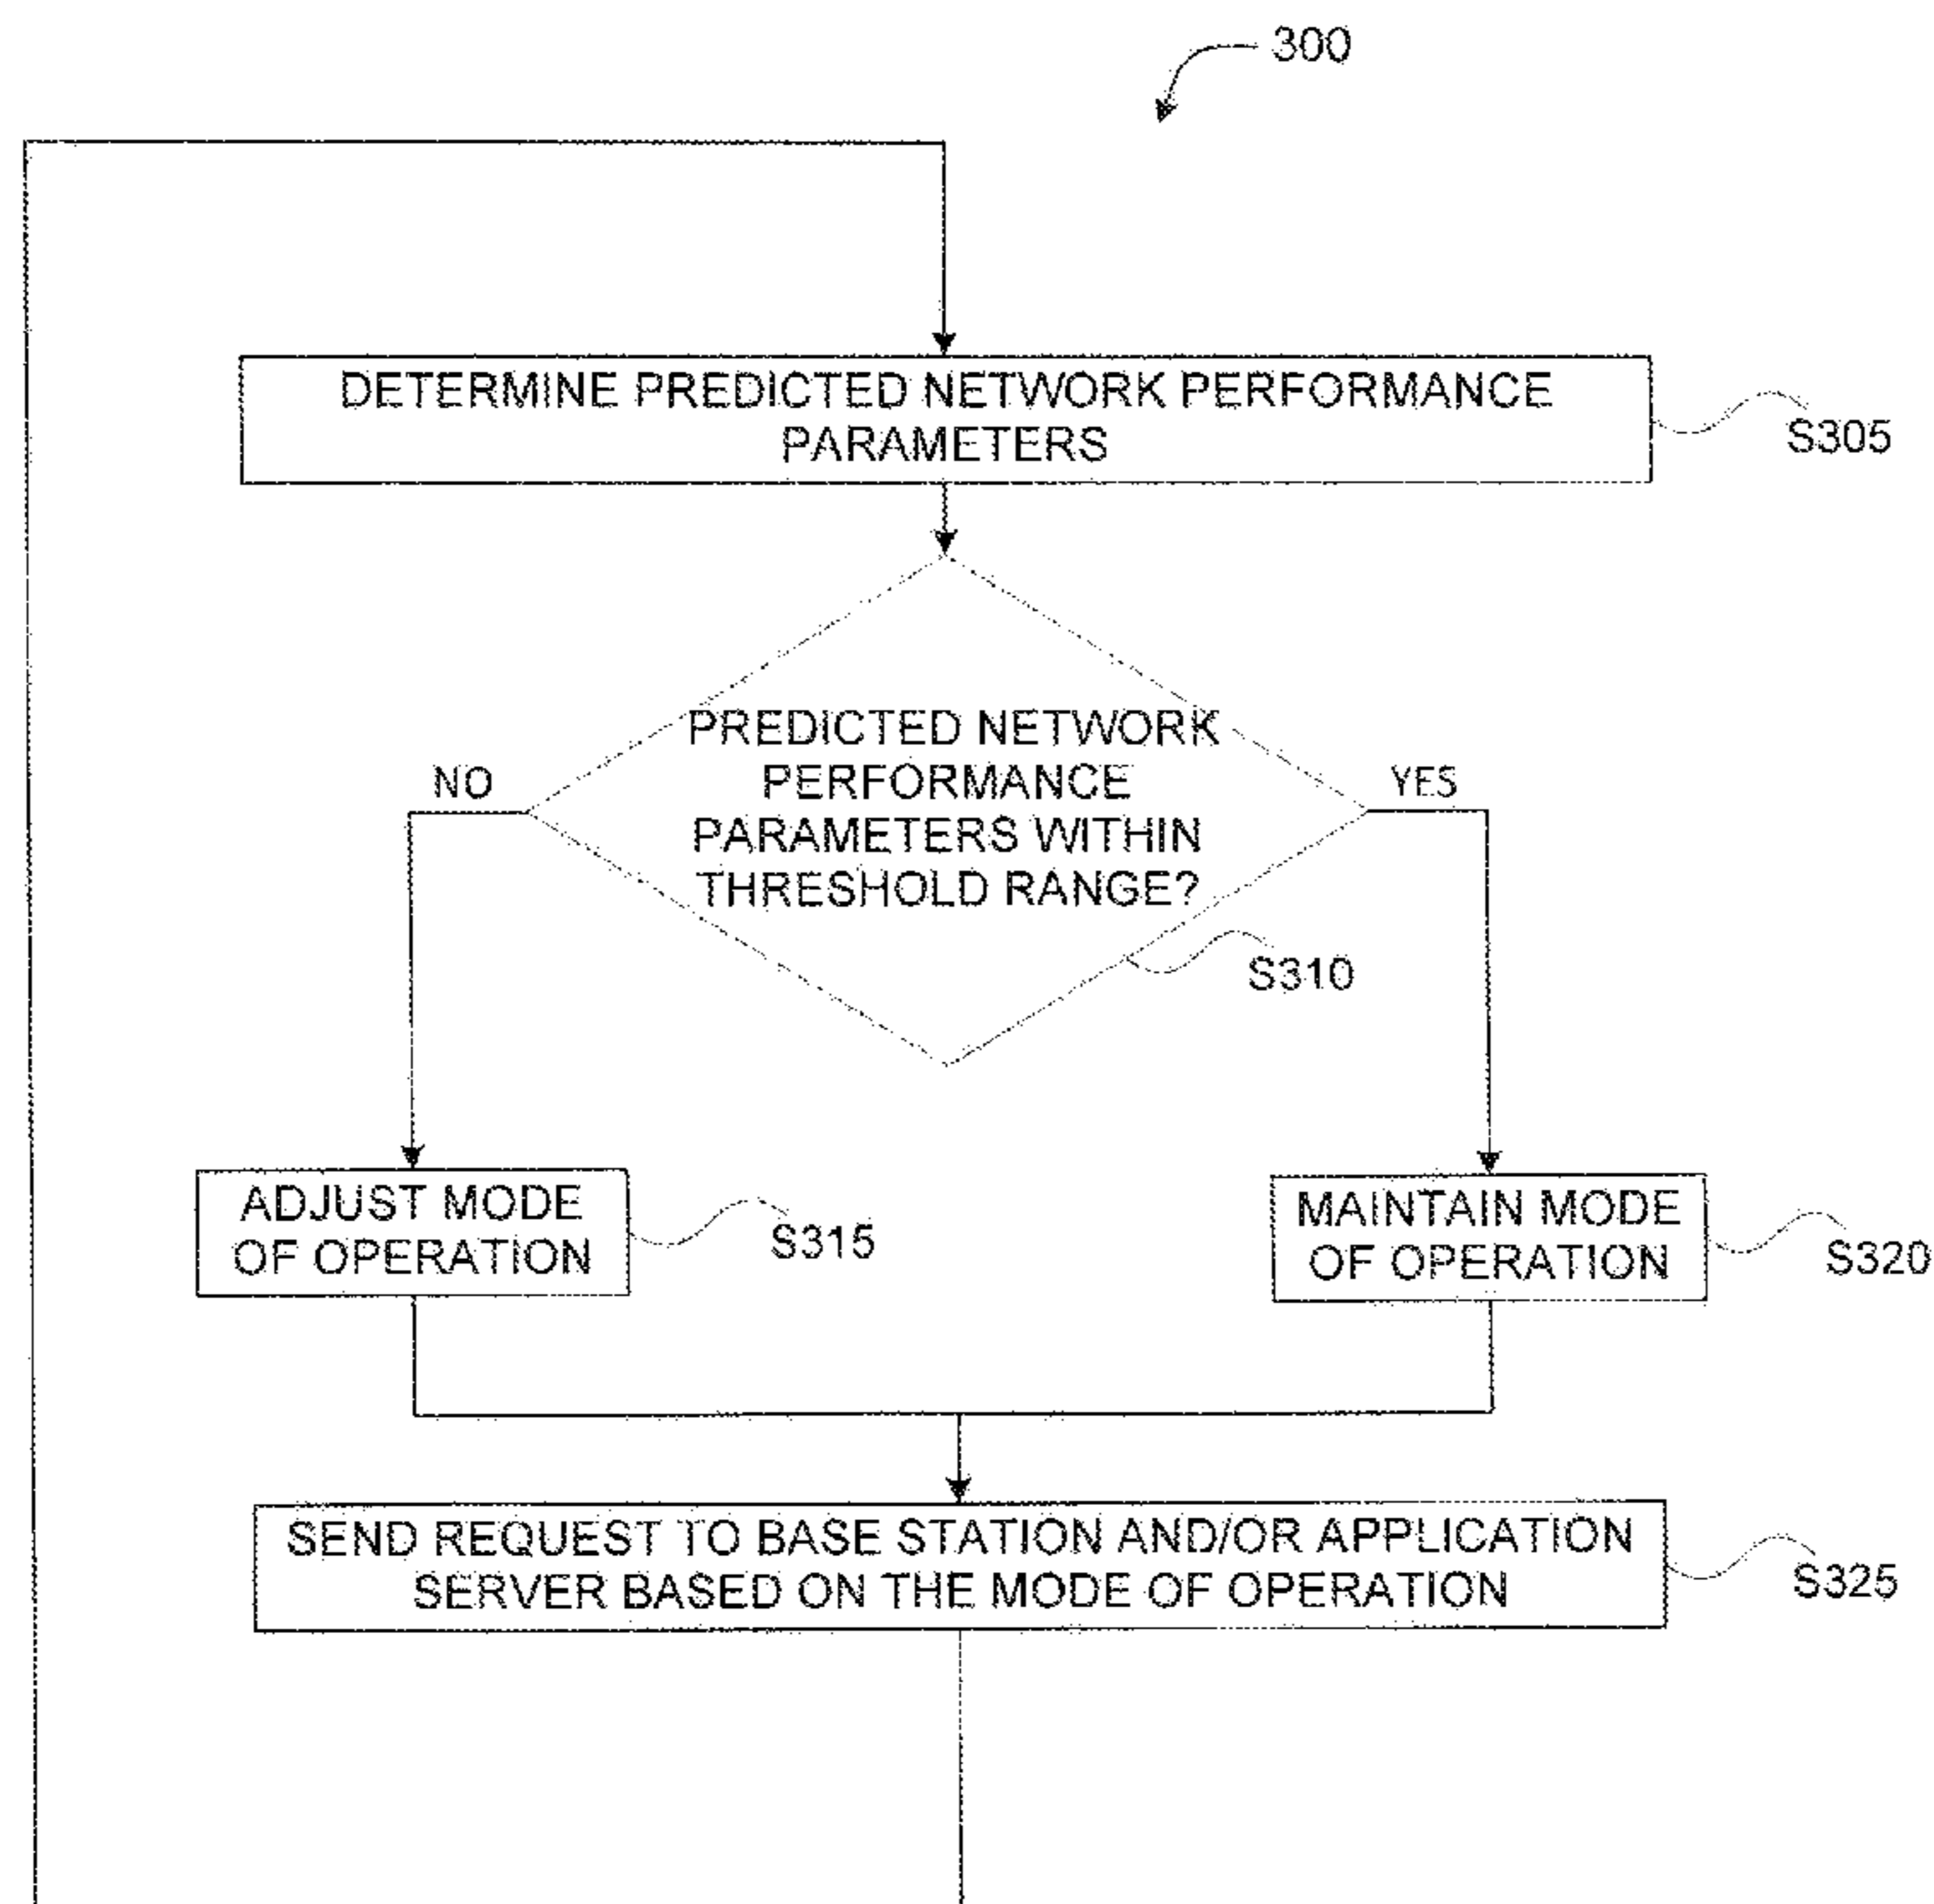 300
DETERMINE PREDICTED NETWORK PERFORMANCE
PARAMETERS
S305
PREDICTED NETWORK
PERFORMANCE
PARAMETERS WITHIN
THRESHOLD RANGE?
NO
YES
S310
ADJUST MODE
OF OPERATION
S315
MAINTAIN MODE
OF OPERATION
S320
SEND REQUEST TO BASE STATION AND/OR APPLICATION
SERVER BASED ON THE MODE OF OPERATION
S325